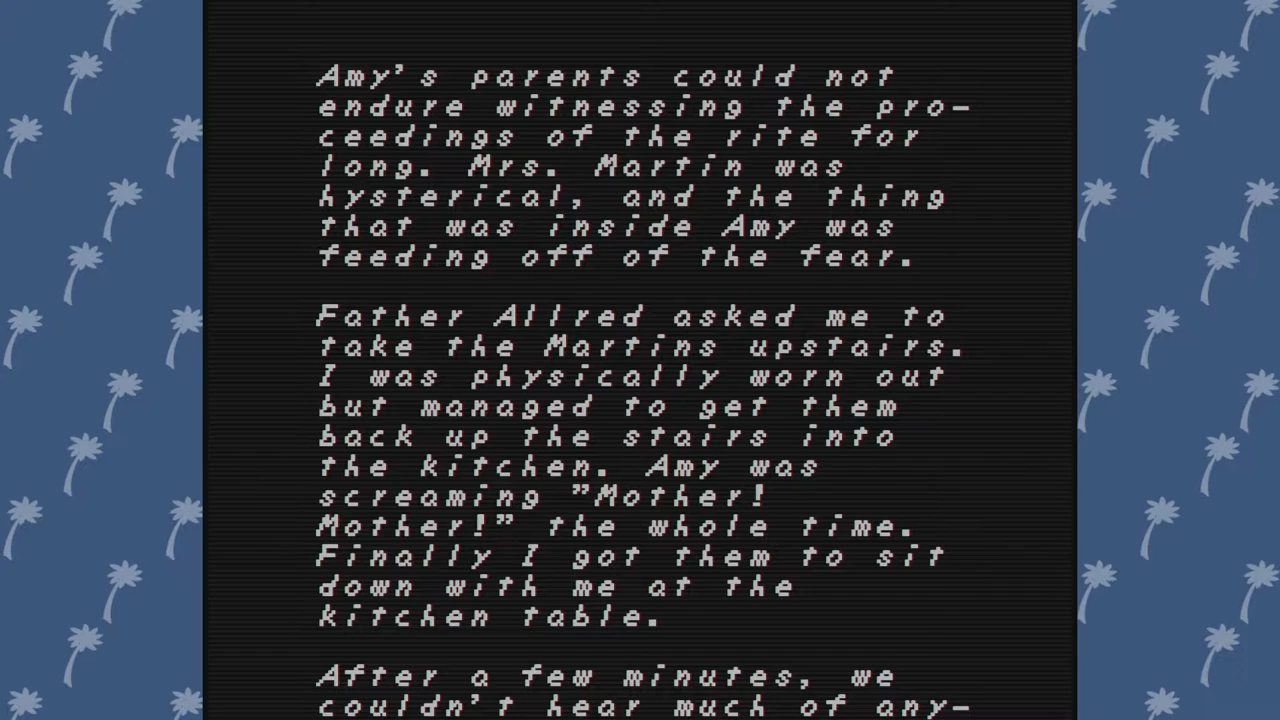 Amy's parents could not
endure witnessing the pro-
ceedings of the rite for
long. Mrs. Martin was
hysterical, and the thing
that was inside Amy was
feeding off of the fear.
Father Allred asked me to
take the Martins upstairs.
I was physically worn out
but managed to get them
back up the stairs into
the kitchen. Amy was
screaming "Mother!
Mother!" the whole time.
Finally I got them to sit
down with me at the
kitchen table.
After a few minutes, we
couldn't hear much of any-